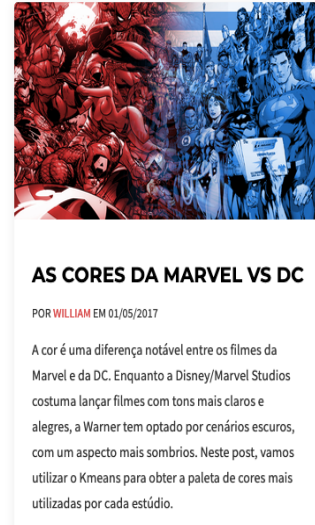 AS CORES DA MARVEL VS DC
POR WILLIAM EM 01/05/2017
A cor é uma diferença notável entre os filmes da
Marvel e da DC. Enquanto a Disney/Marvel Studios
costuma lançar filmes com tons mais claros e
alegres, a Warner tem optado por cenários escuros,
com um aspecto mais sombrios. Neste post, vamos
utilizar o Kmeans para obter a paleta de cores mais
utilizadas por cada estúdio.